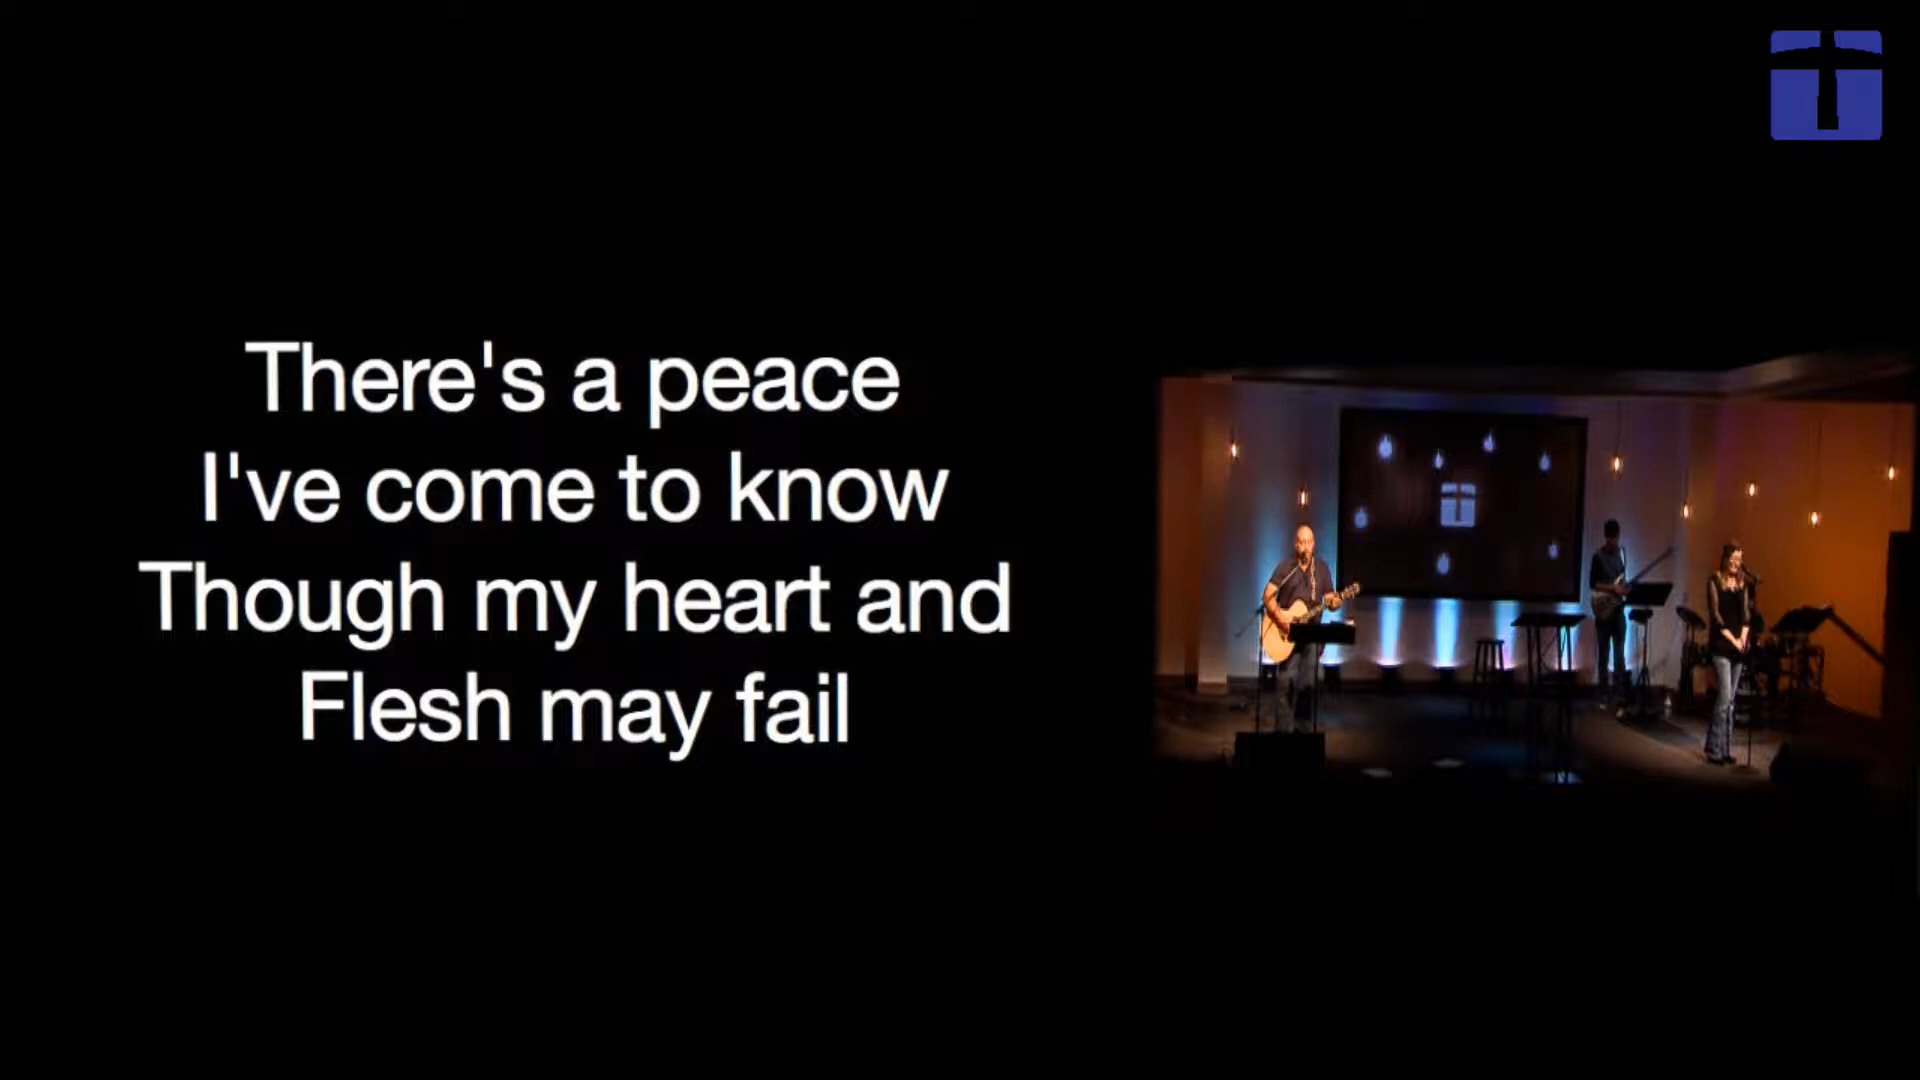 There's a peace
I've come to know
Though my heart and
Flesh may fail